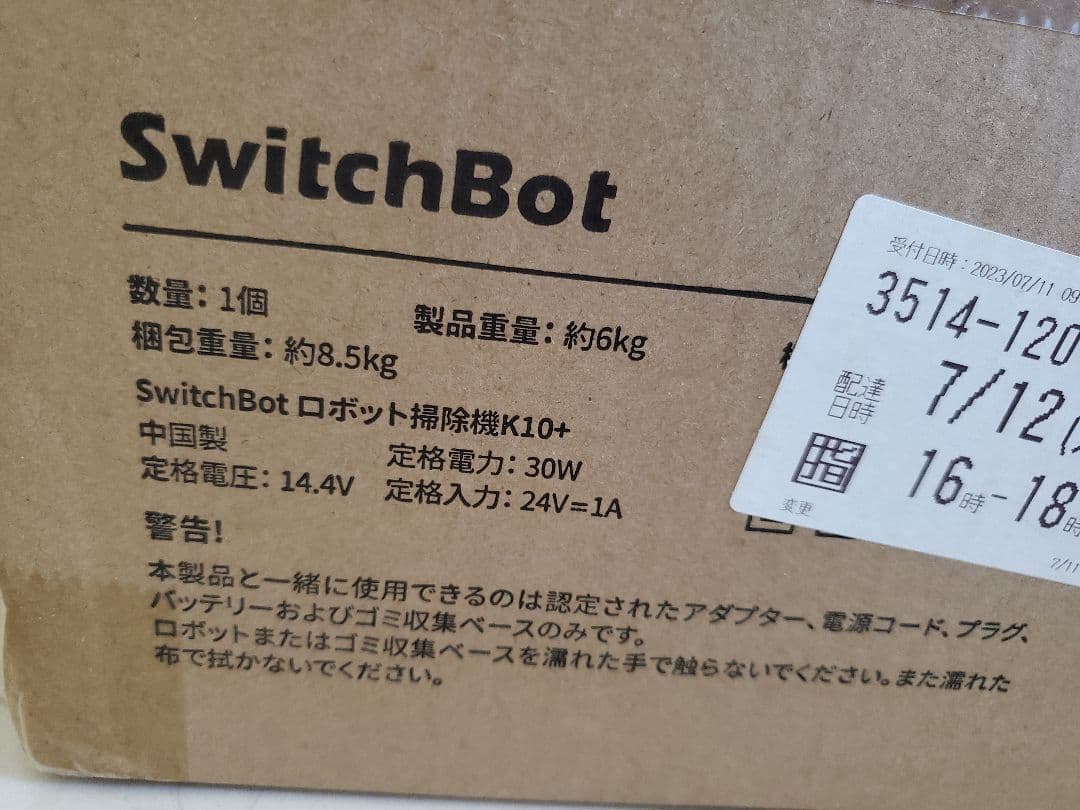 SwitchBot
数量：1個
製品重量：約6kg
梱包重量：約8.5kg
SwitchBot ロボット掃除機K10+
中国製
定格電力：30W
定格電圧：14.4V
定格入力：24V=1A
警告!
本製品と一緒に使用できるのは認定されたアダプター、電源コード、プラグ、
バッテリーおよびゴミ収集ベースのみです。
ロボットまたはゴミ収集ベースを濡れた手で触らないでください。また濡れた
布で拭かないでください。
受付日時：2023/07/11 09
3514-120
配達
日時
7/12
指
16時-18時
変更
7/11